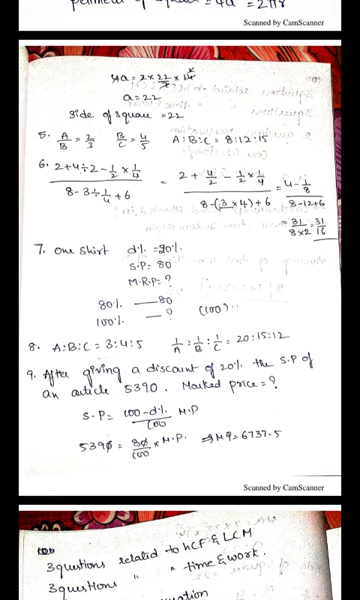 perimeter of square = 4a = 2πr
Scanned by CamScanner
4a = 2 × 22/7 × 14
a = 22
Side of square = 22
5. A/B = 2/3 B/C = 4/5 A:B:C = 8:12:15
6. 2+4÷2-1/2×1/4 / 8-3÷1/4+6 = 2+4/2-1/2×1/4 / 8-(3×4)+6 = 4-1/8 / 8-12+6
= 31/8×2 = 31/16
7. One shirt d% = 20%
S.P = 80
M.R.P = ?
80% — 80
100% — ? (100)
8. A:B:C = 3:4:5 1/A : 1/B : 1/C = 20:15:12
9. After giving a discount of 20% the S.P of
an article 5390. Marked price = ?
S.P = 100-d% / 100 M.P
5390 = 80/100 × M.P. ⇒ MP = 6737.5
Scanned by CamScanner
3 questions related to HCF & LCM
3 questions " " time & work.